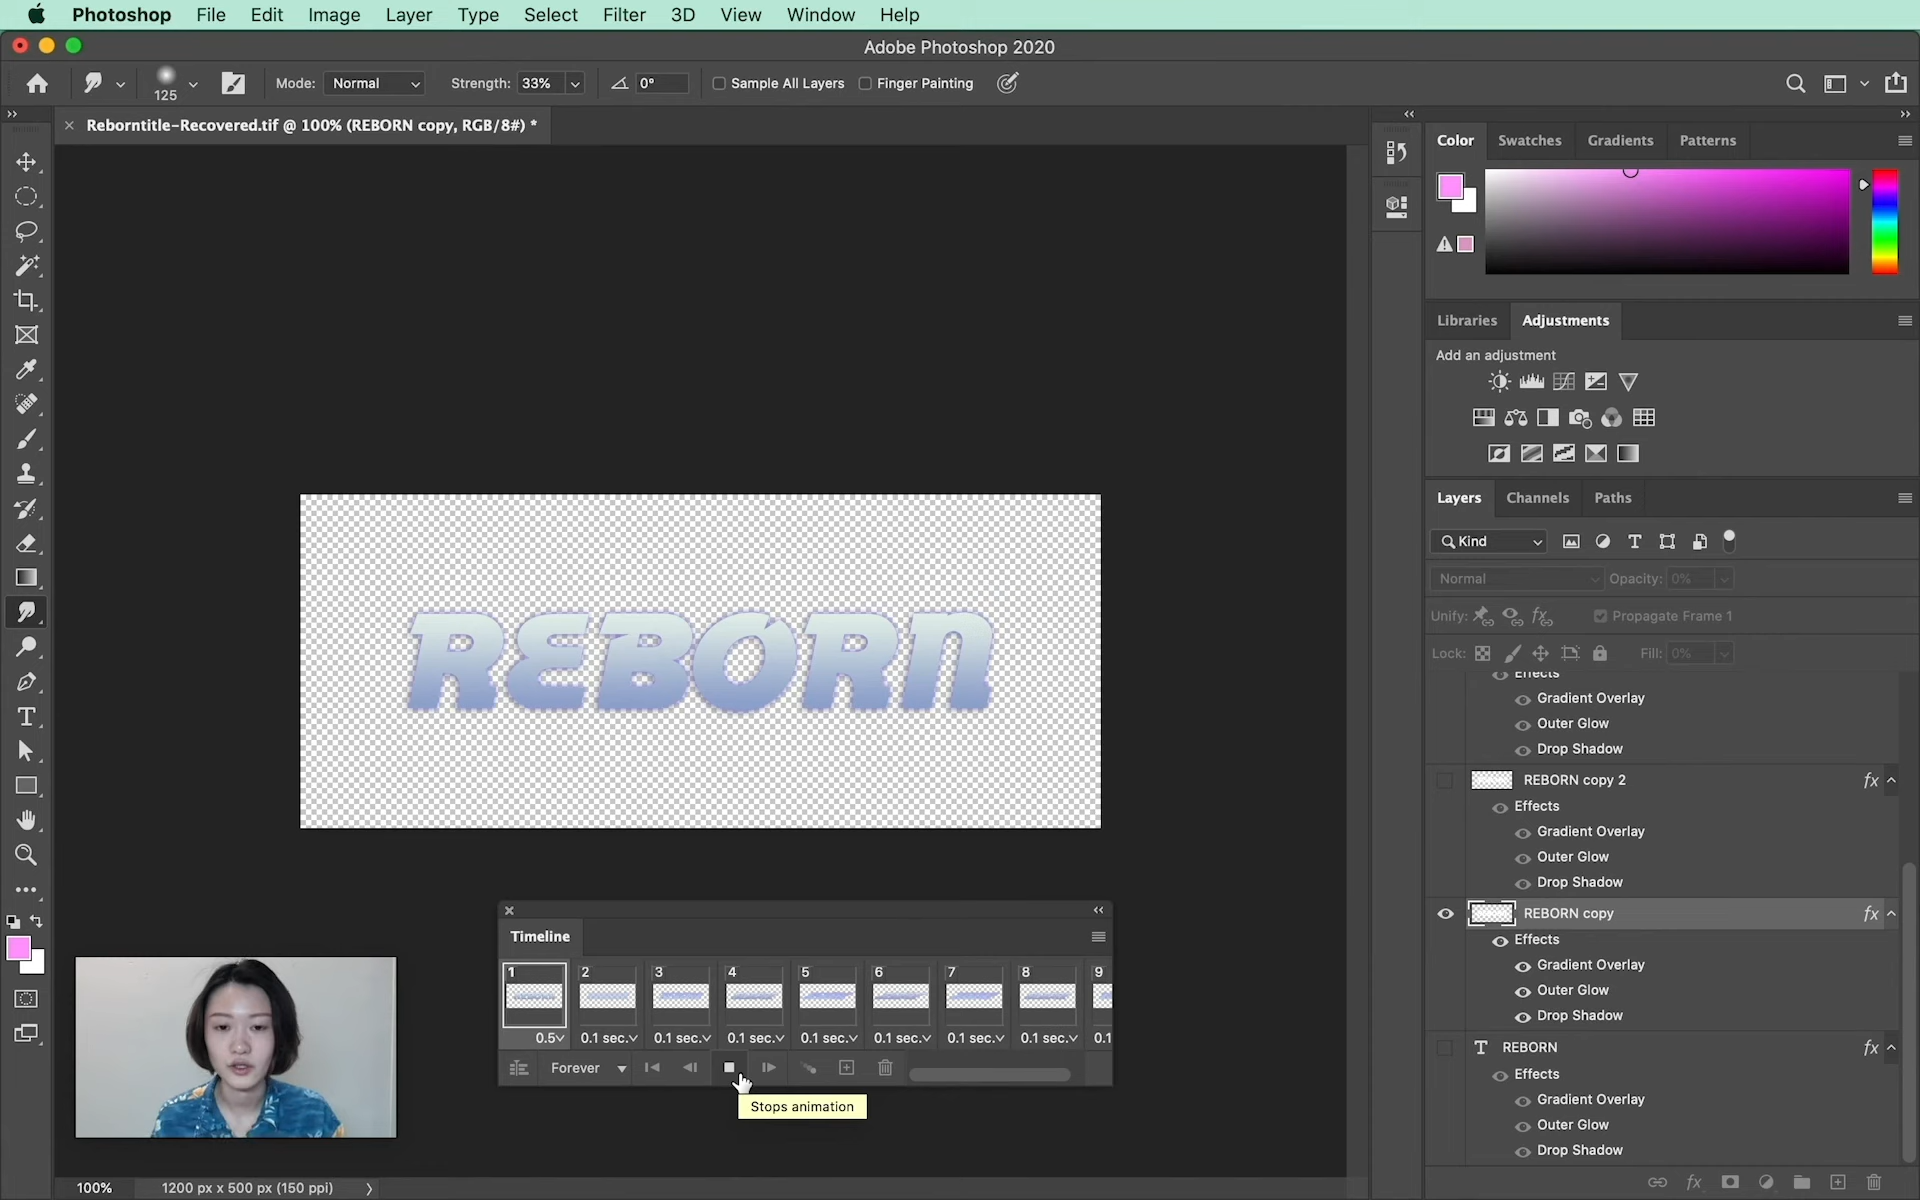 Photoshop File Edit Image Layer Type Select Filter 3D View Window Help
Adobe Photoshop 2020
125 Mode: Normal Strength: 33% 0° Sample All Layers Finger Painting
Reborntitle-Recovered.tif @ 100% (REBORN copy, RGB/8#) *
Color Swatches Gradients Patterns
Libraries Adjustments
Add an adjustment
Layers Channels Paths
Kind
Normal Opacity: 0%
Unify: Propagate Frame 1
Lock: Fill: 0%
Effects
Gradient Overlay
Outer Glow
Drop Shadow
REBORN copy 2 fx
Effects
Gradient Overlay
Outer Glow
Drop Shadow
REBORN copy fx
Effects
Gradient Overlay
Outer Glow
Drop Shadow
T REBORN fx
Effects
Gradient Overlay
Outer Glow
Drop Shadow
REBORN
Timeline
1 2 3 4 5 6 7 8 9
0.5 0.1 sec. 0.1 sec. 0.1 sec. 0.1 sec. 0.1 sec. 0.1 sec. 0.1 sec. 0.1
Forever
Stops animation
100% 1200 px x 500 px (150 ppi)